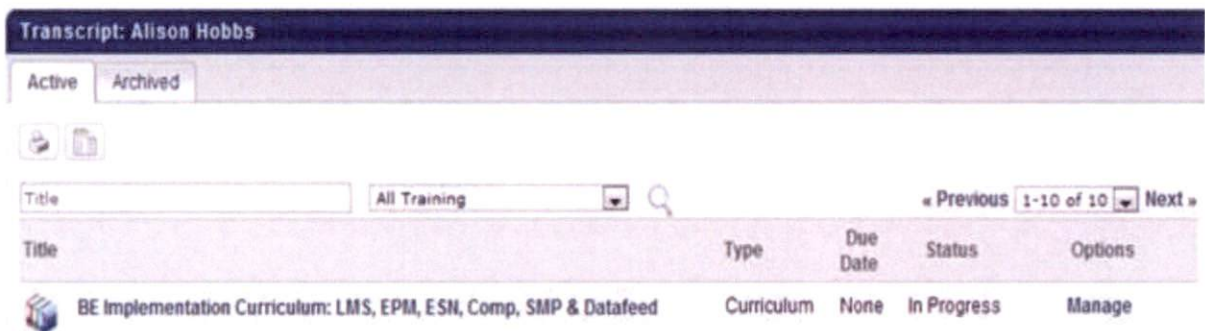 Transcript: Alison Hobbs
Active Archived
Title All Training « Previous 1-10 of 10 Next »
Title Type Due Date Status Options
BE Implementation Curriculum: LMS, EPM, ESN, Comp, SMP & Datafeed Curriculum None In Progress Manage